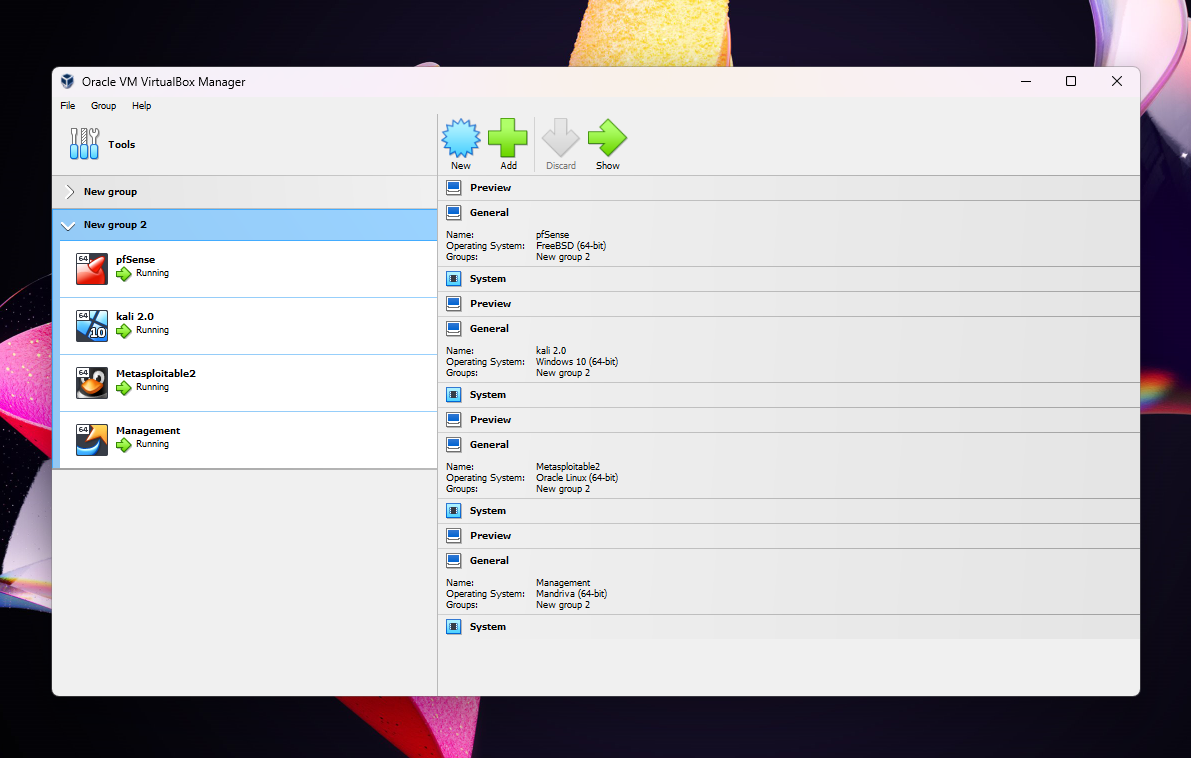 Oracle VM VirtualBox Manager
File Group Help
Tools
New Add Discard Show
New group
New group 2
64
pfSense
Running
64
10
kali 2.0
Running
64
Metasploitable2
Running
64
Management
Running
Preview
General
Name: pfSense
Operating System: FreeBSD (64-bit)
Groups: New group 2
System
Preview
General
Name: kali 2.0
Operating System: Windows 10 (64-bit)
Groups: New group 2
System
Preview
General
Name: Metasploitable2
Operating System: Oracle Linux (64-bit)
Groups: New group 2
System
Preview
General
Name: Management
Operating System: Mandriva (64-bit)
Groups: New group 2
System